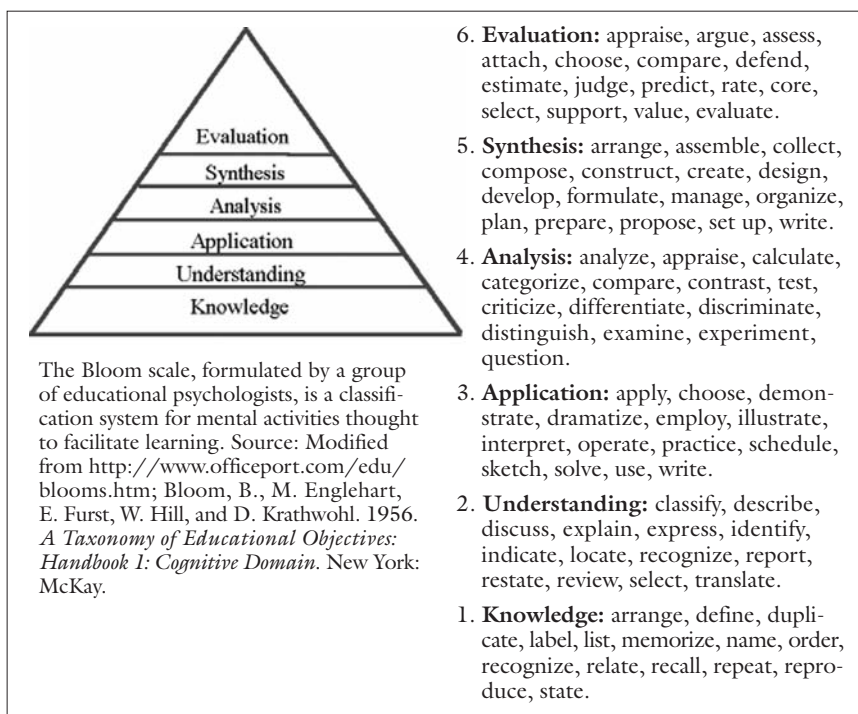 Evaluation
Synthesis
Analysis
Application
Understanding
Knowledge
The Bloom scale, formulated by a group
of educational psychologists, is a classifi-
cation system for mental activities thought
to facilitate learning. Source: Modified
from http://www.officeport.com/edu/
blooms.htm; Bloom, B., M. Englehart,
E. Furst, W. Hill, and D. Krathwohl. 1956.
A Taxonomy of Educational Objectives:
Handbook 1: Cognitive Domain. New York:
McKay.
6. Evaluation: appraise, argue, assess,
attach, choose, compare, defend,
estimate, judge, predict, rate, core,
select, support, value, evaluate.
5. Synthesis: arrange, assemble, collect,
compose, construct, create, design,
develop, formulate, manage, organize,
plan, prepare, propose, set up, write.
4. Analysis: analyze, appraise, calculate,
categorize, compare, contrast, test,
criticize, differentiate, discriminate,
distinguish, examine, experiment,
question.
3. Application: apply, choose, demon-
strate, dramatize, employ, illustrate,
interpret, operate, practice, schedule,
sketch, solve, use, write.
2. Understanding: classify, describe,
discuss, explain, express, identify,
indicate, locate, recognize, report,
restate, review, select, translate.
1. Knowledge: arrange, define, dupli-
cate, label, list, memorize, name, order,
recognize, relate, recall, repeat, repro-
duce, state.